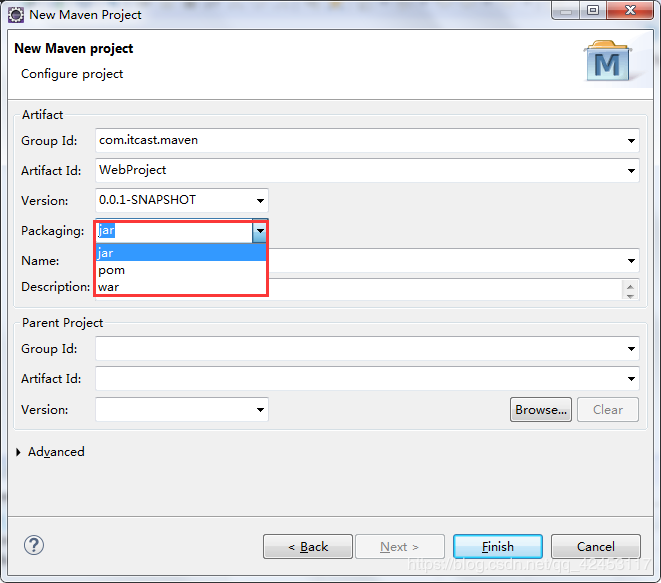 New Maven Project
New Maven project
Configure project
M
Artifact
Group Id: com.itcast.maven
Artifact Id: WebProject
Version: 0.0.1-SNAPSHOT
Packaging: jar
jar
Name:
pom
Description: war
Parent Project
Group Id:
Artifact Id:
Version: Browse... Clear
Advanced
? < Back Next > Finish Cancel
https://blog.csdn.net/qq_42453117